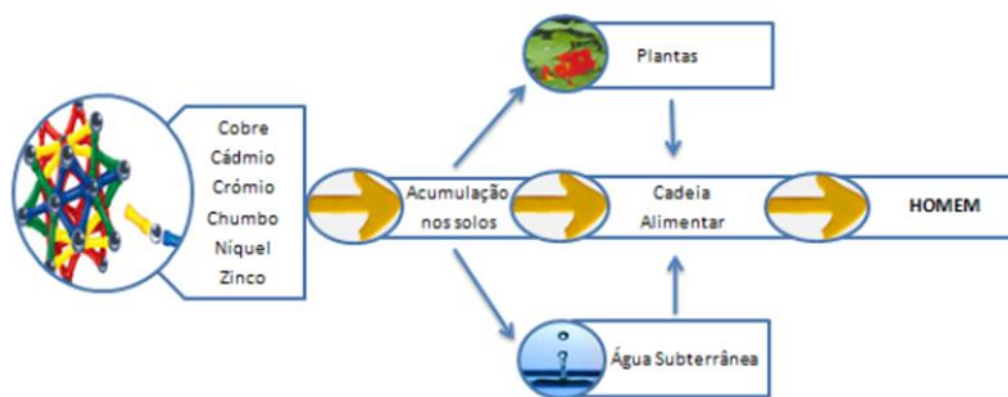 Plantas
Cobre
Cádmio
Crómio
Chumbo
Níquel
Zinco
Acumulação
nos solos
Cadeia
Alimentar
HOMEM
Água Subterrânea